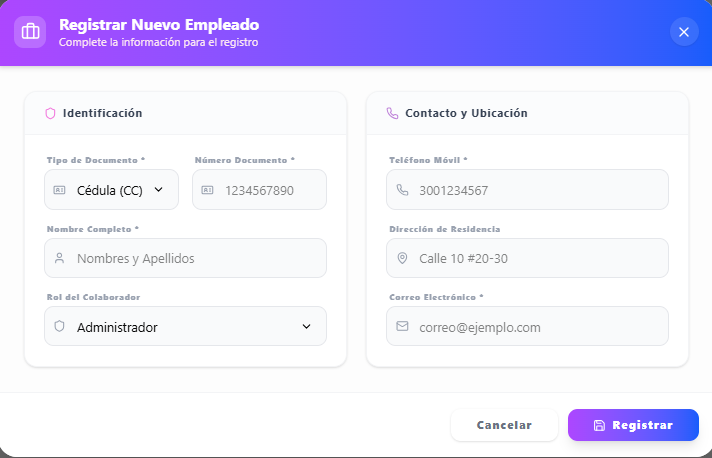 Registrar Nuevo Empleado
Complete la información para el registro
Identificación
Tipo de Documento *
Número Documento *
Cédula (CC)
1234567890
Nombre Completo *
Nombres y Apellidos
Rol del Colaborador
Administrador
Contacto y Ubicación
Teléfono Móvil *
3001234567
Dirección de Residencia
Calle 10 #20-30
Correo Electrónico *
correo@ejemplo.com
Cancelar
Registrar